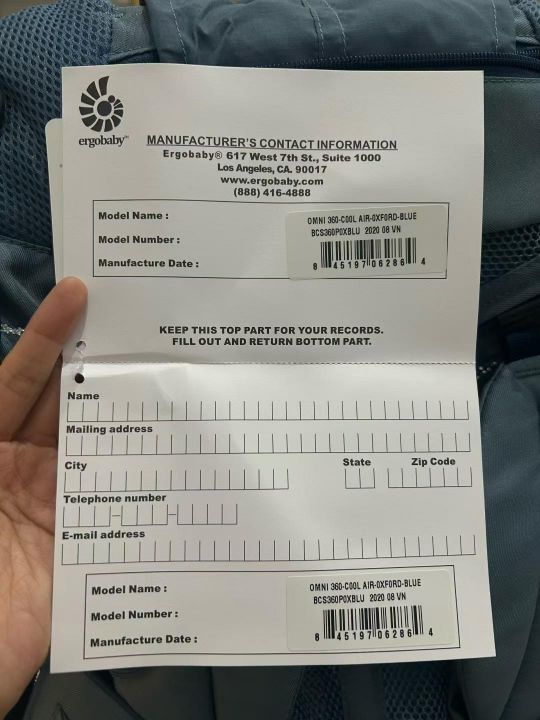 ergobaby™
MANUFACTURER'S CONTACT INFORMATION
Ergobaby® 617 West 7th St., Suite 1000
Los Angeles, CA. 90017
www.ergobaby.com
(888) 416-4888
Model Name :
Model Number :
Manufacture Date :
OMNI 360-COOL AIR-OXFORD-BLUE
BCS360POXBLU 2020 08 VN
8 45197 06286 4
KEEP THIS TOP PART FOR YOUR RECORDS.
FILL OUT AND RETURN BOTTOM PART.
Name
Mailing address
City State Zip Code
Telephone number
E-mail address
Model Name :
Model Number :
Manufacture Date :
OMNI 360-COOL AIR-OXFORD-BLUE
BCS360POXBLU 2020 08 VN
8 45197 06286 4